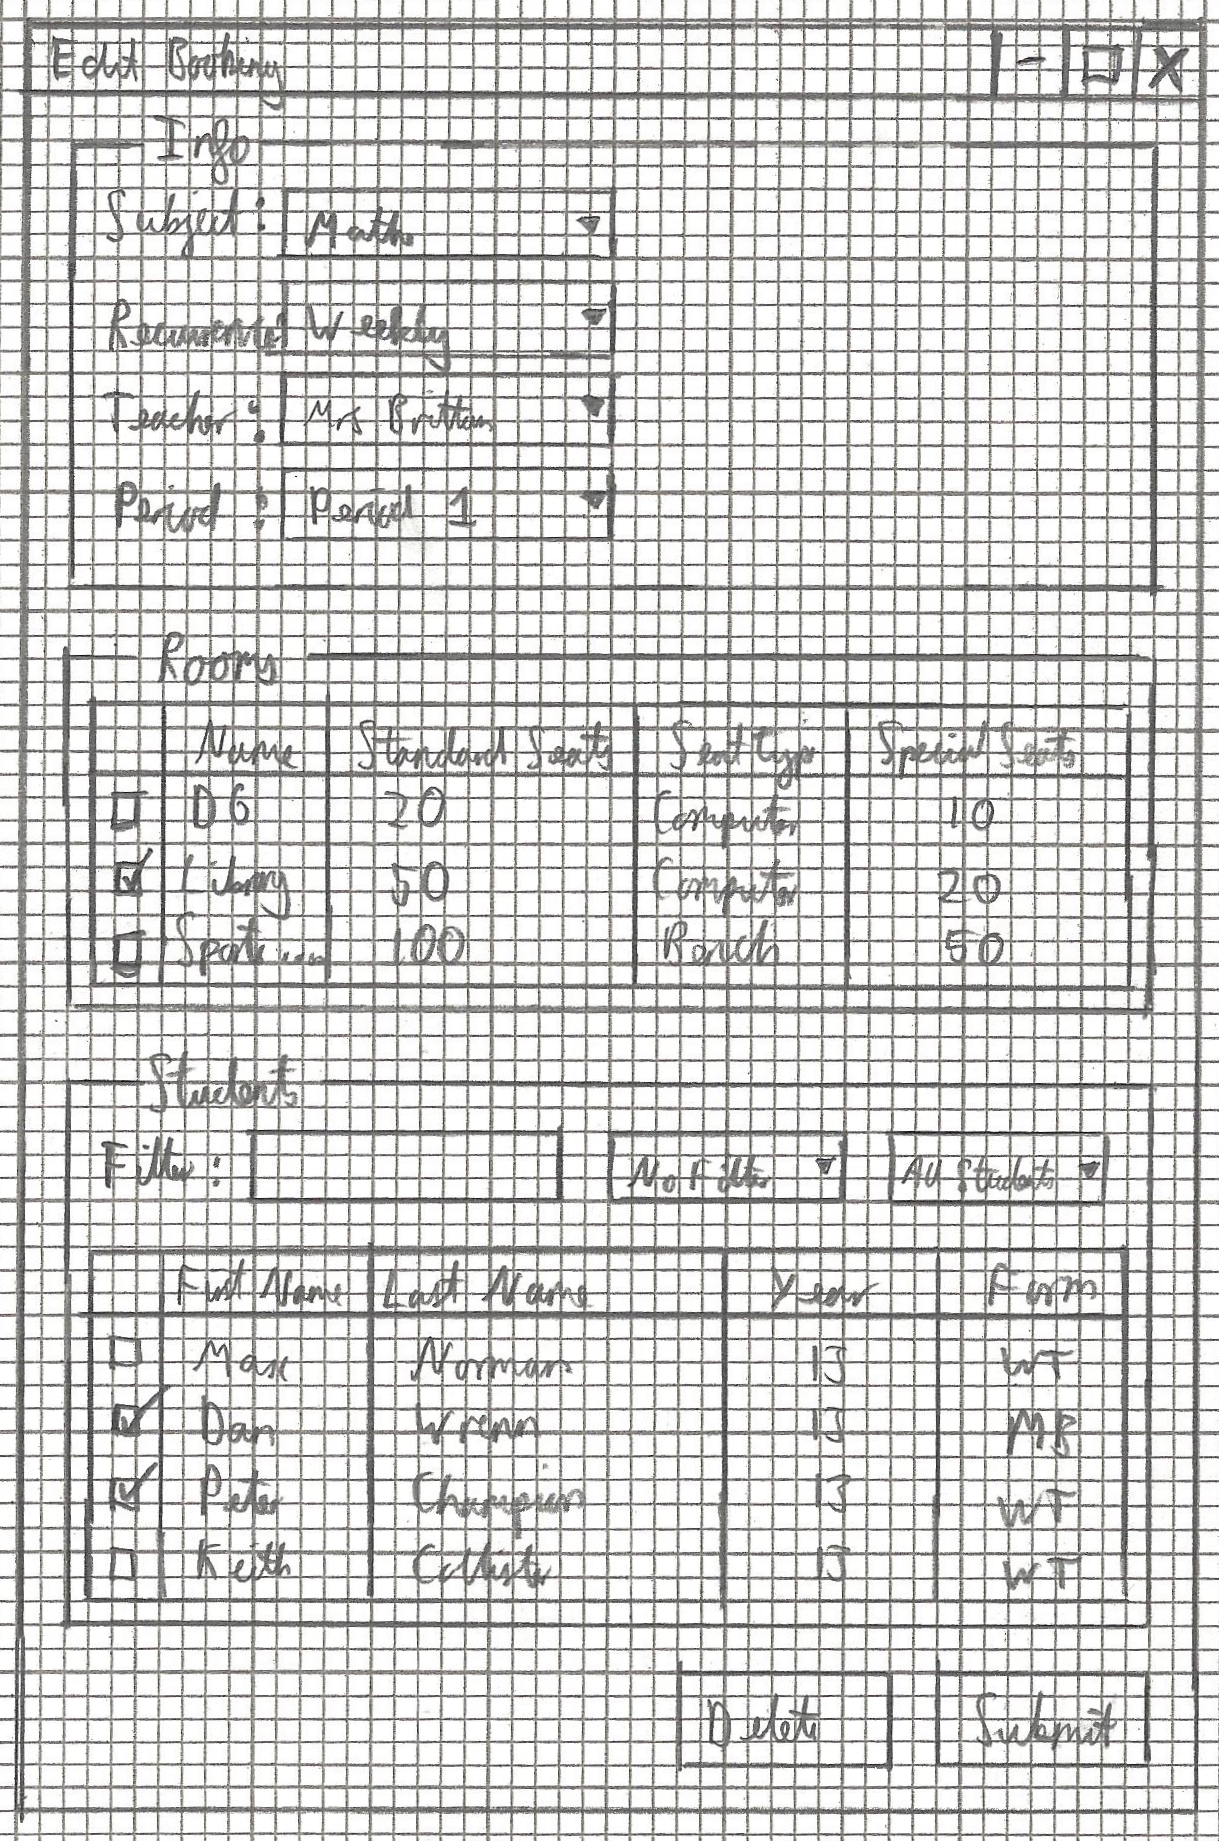 Edit Booking - □ X
Info
Subject: Maths
Recurrence: Weekly
Teacher: Mrs Brittan
Period: Period 1
Rooms
Name Standard Seats Seat Type Special Seats
D6 20 Computer 10
Library 50 Computer 20
Sports .... 100 Bench 50
Students
Filter: No Filter All Students
First Name Last Name Year Form
Max Norman 13 WT
Dan Wrenn 13 MB
Peter Champion 13 WT
Keith Collister 13 WT
Delete Submit